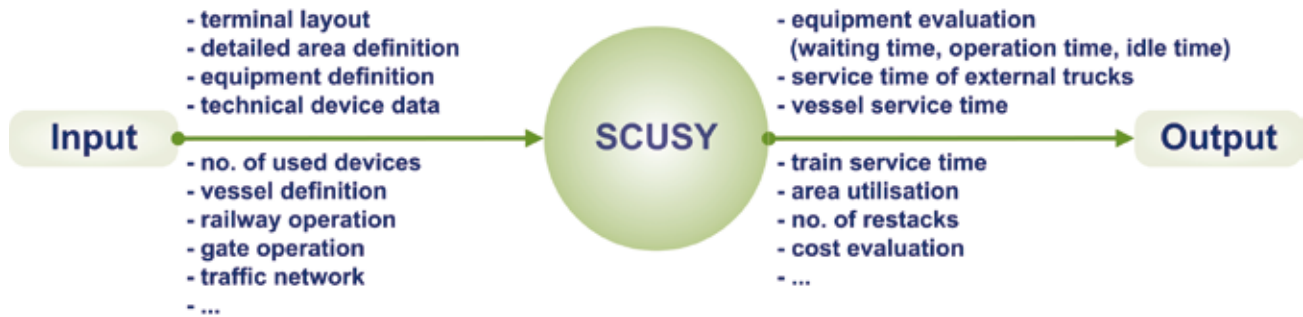 - terminal layout
- detailed area definition
- equipment definition
- technical device data
Input
- no. of used devices
- vessel definition
- railway operation
- gate operation
- traffic network
- ...
SCUSY
- equipment evaluation
(waiting time, operation time, idle time)
- service time of external trucks
- vessel service time
- train service time
- area utilisation
- no. of restacks
- cost evaluation
- ...
Output